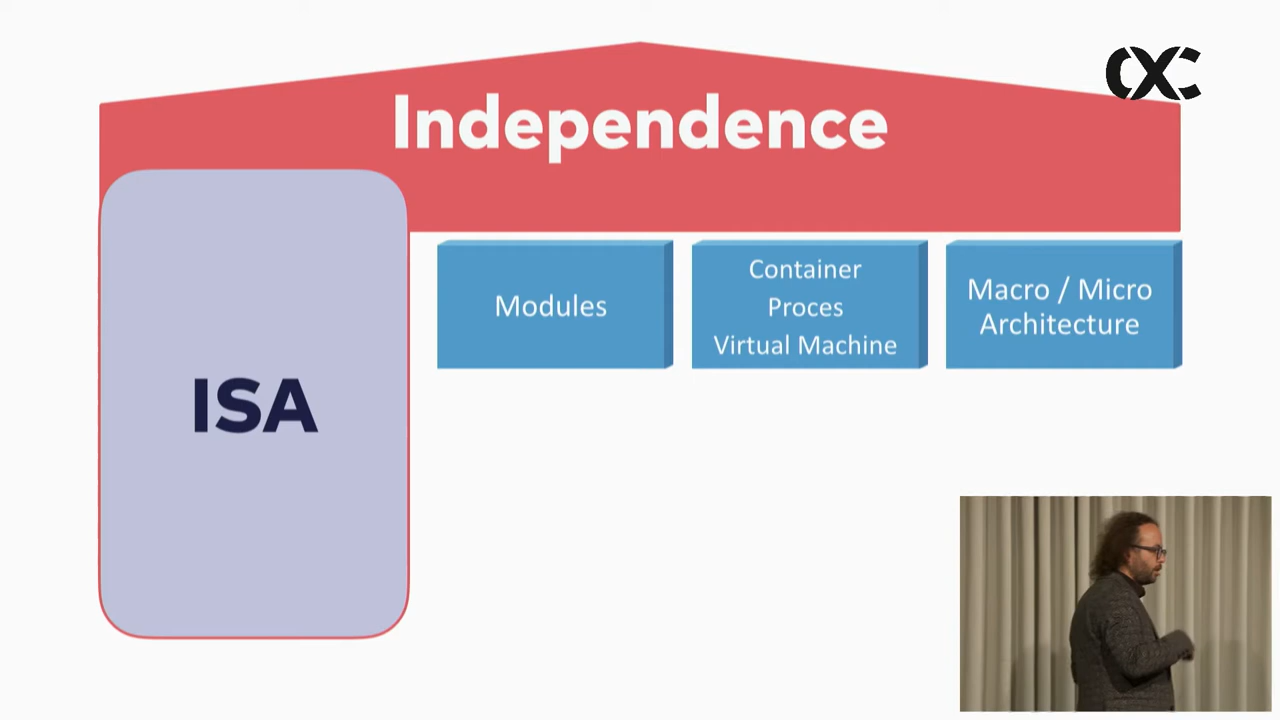 Independence
ISA
Modules
Container
Proces
Virtual Machine
Macro / Micro
Architecture